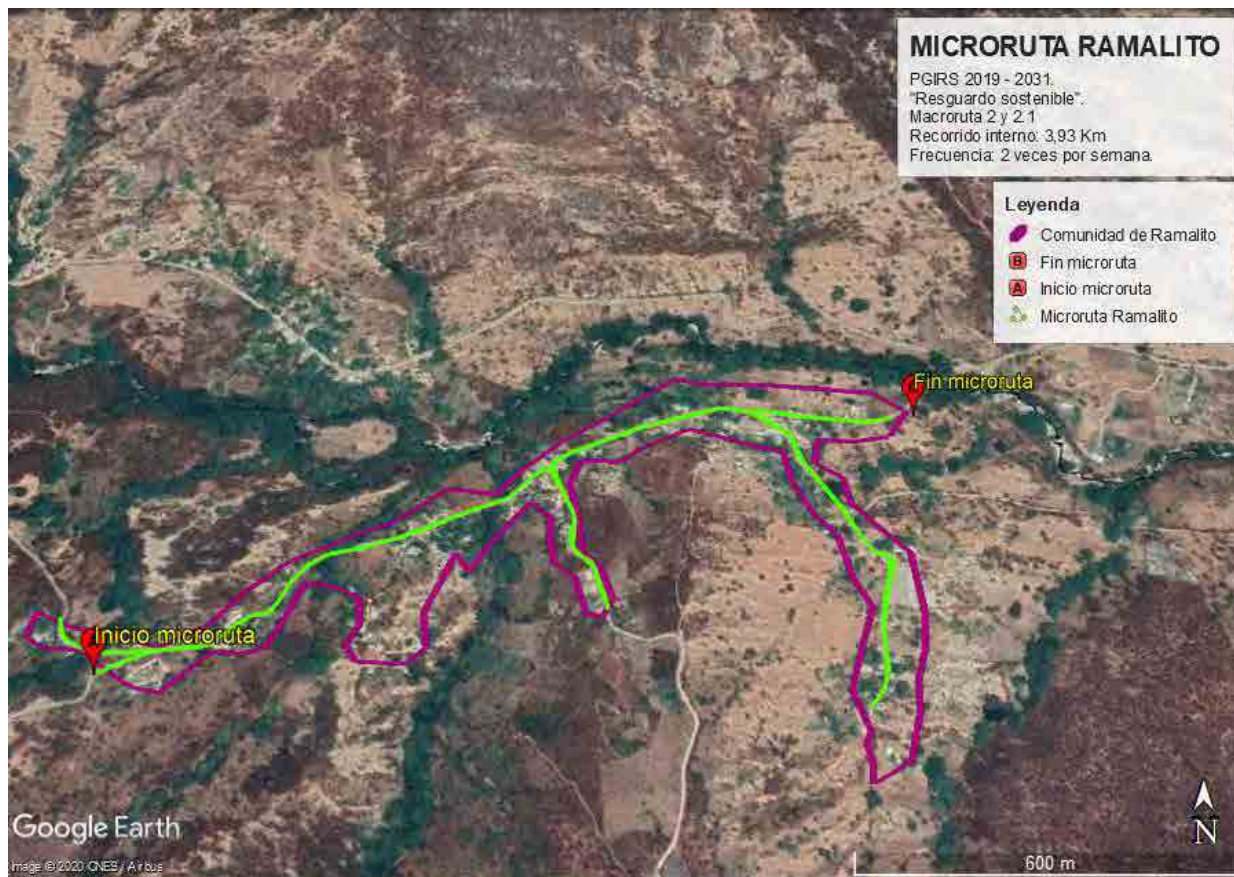 MICRORUTA RAMALITO
PGIRS 2019 - 2031.
"Resguardo sostenible".
Macroruta 2 y 2.1
Recorrido interno: 3,93 Km
Frecuencia: 2 veces por semana.
Leyenda
Comunidad de Ramalito
B Fin microruta
A Inicio microruta
Microruta Ramalito
Fin microruta
Inicio microruta
Google Earth
Image © 2020 CNES / Airbus
N
600 m